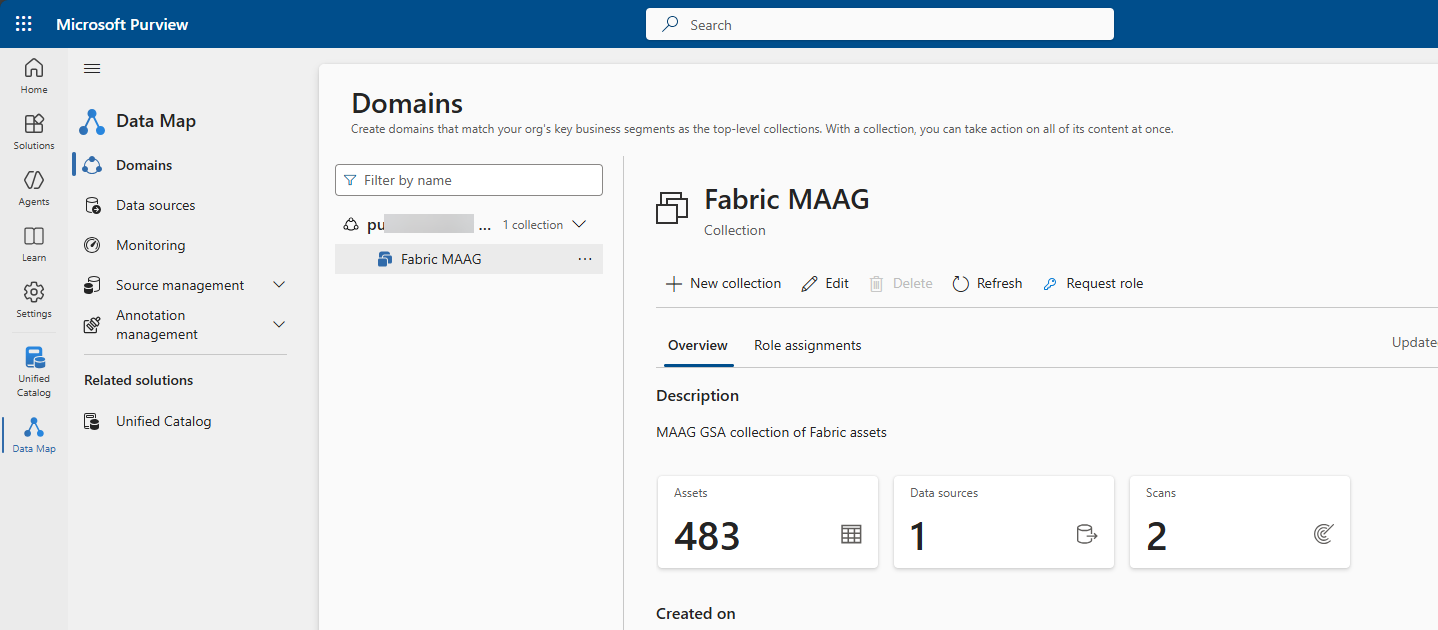 Microsoft Purview
Search
Home
Solutions
Agents
Learn
Settings
Unified
Catalog
Data Map
Data Map
Domains
Data sources
Monitoring
Source management
Annotation
management
Related solutions
Unified Catalog
Domains
Create domains that match your org's key business segments as the top-level collections. With a collection, you can take action on all of its content at once.
Filter by name
pu ... 1 collection
Fabric MAAG ...
Fabric MAAG
Collection
New collection Edit Delete Refresh Request role
Overview Role assignments
Update
Description
MAAG GSA collection of Fabric assets
Assets
483
Data sources
1
Scans
2
Created on